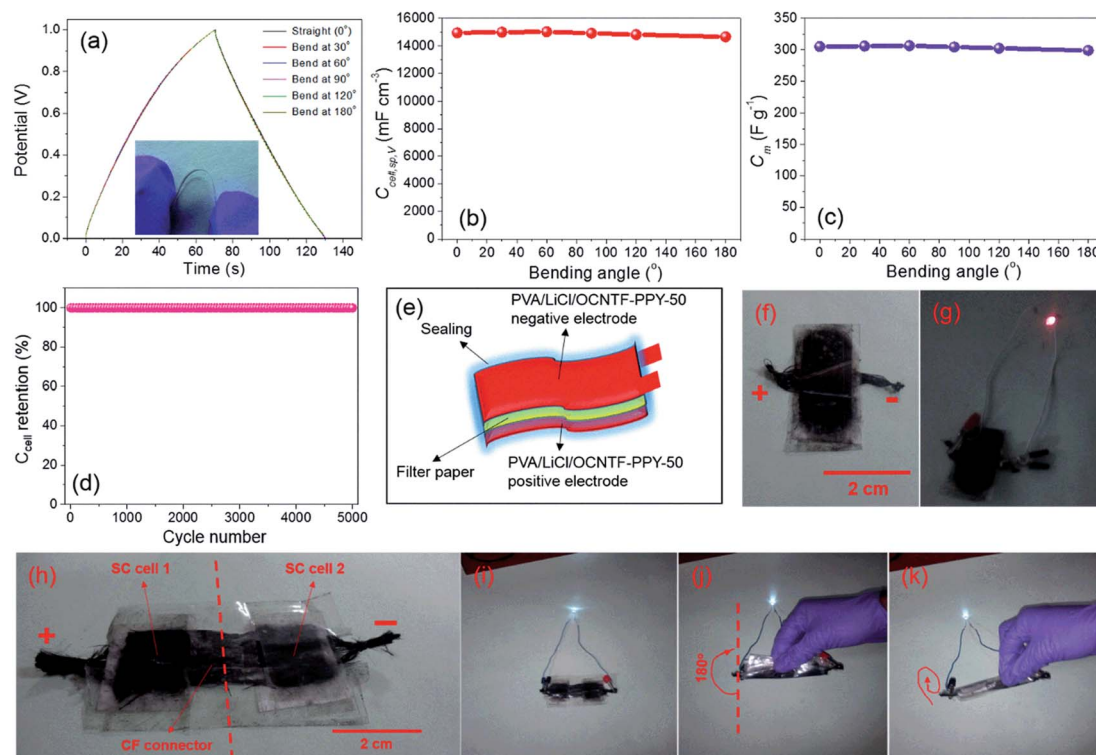 (a)
Straight (0°)
Bend at 30°
Bend at 60°
Bend at 90°
Bend at 120°
Bend at 180°
Potential (V)
1.0
0.8
0.6
0.4
0.2
0.0
0 20 40 60 80 100 120 140
Time (s)
(b)
C cell,sp,V (mF cm⁻³)
16000
14000
12000
10000
8000
6000
4000
2000
0
0 20 40 60 80 100 120 140 160 180
Bending angle (°)
(c)
Cₘ (F g⁻¹)
350
300
250
200
150
100
50
0
0 20 40 60 80 100 120 140 160 180
Bending angle (°)
(d)
C cell retention (%)
120
100
80
60
40
20
0
0 1000 2000 3000 4000 5000
Cycle number
(e)
PVA/LiCl/OCNTF-PPY-50
negative electrode
Sealing
Filter paper
PVA/LiCl/OCNTF-PPY-50
positive electrode
(f)
+
-
2 cm
(g)
(h)
SC cell 1
SC cell 2
+
-
CF connector
2 cm
(i)
(j)
180°
(k)